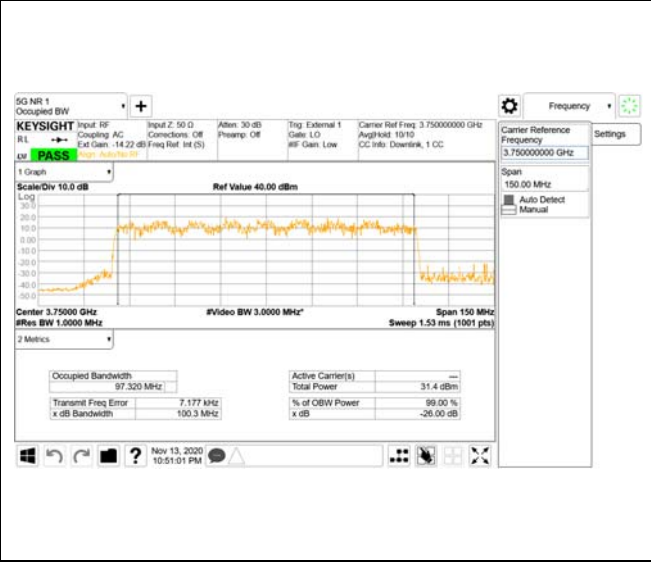 5G NR 1
Occupied BW
Frequency
KEYSIGHT
RL
PASS
Input: RF
Coupling: AC
Ext Gain: -14.22 dB
Align: Auto/No RF
Input Z: 50 Ω
Corrections: Off
Freq Ref: Int (S)
Atten: 30 dB
Preamp: Off
Trig: External 1
Gate: LO
#IF Gain: Low
Carrier Ref Freq: 3.750000000 GHz
Avg|Hold: 10/10
CC Info: Downlink, 1 CC
Carrier Reference
Frequency
3.750000000 GHz
Settings
Span
150.00 MHz
Auto Detect
Manual
1 Graph
Scale/Div 10.0 dB
Ref Value 40.00 dBm
Log
30.0
20.0
10.0
0.00
-10.0
-20.0
-30.0
-40.0
-50.0
Center 3.75000 GHz
#Video BW 3.0000 MHz*
Span 150 MHz
#Res BW 1.0000 MHz
Sweep 1.53 ms (1001 pts)
2 Metrics
Occupied Bandwidth
97.320 MHz
Transmit Freq Error 7.177 kHz
x dB Bandwidth 100.3 MHz
Active Carrier(s) —
Total Power 31.4 dBm
% of OBW Power 99.00 %
x dB -26.00 dB
?
Nov 13, 2020
10:51:01 PM